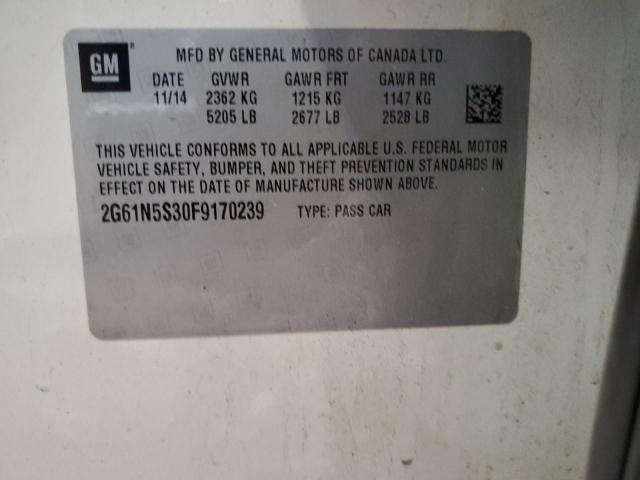 GM ®
MFD BY GENERAL MOTORS OF CANADA LTD.
DATE GVWR GAWR FRT GAWR RR
11/14 2362 KG 1215 KG 1147 KG
5205 LB 2677 LB 2528 LB
THIS VEHICLE CONFORMS TO ALL APPLICABLE U.S. FEDERAL MOTOR
VEHICLE SAFETY, BUMPER, AND THEFT PREVENTION STANDARDS IN
EFFECT ON THE DATE OF MANUFACTURE SHOWN ABOVE.
2G61N5S30F9170239 TYPE: PASS CAR